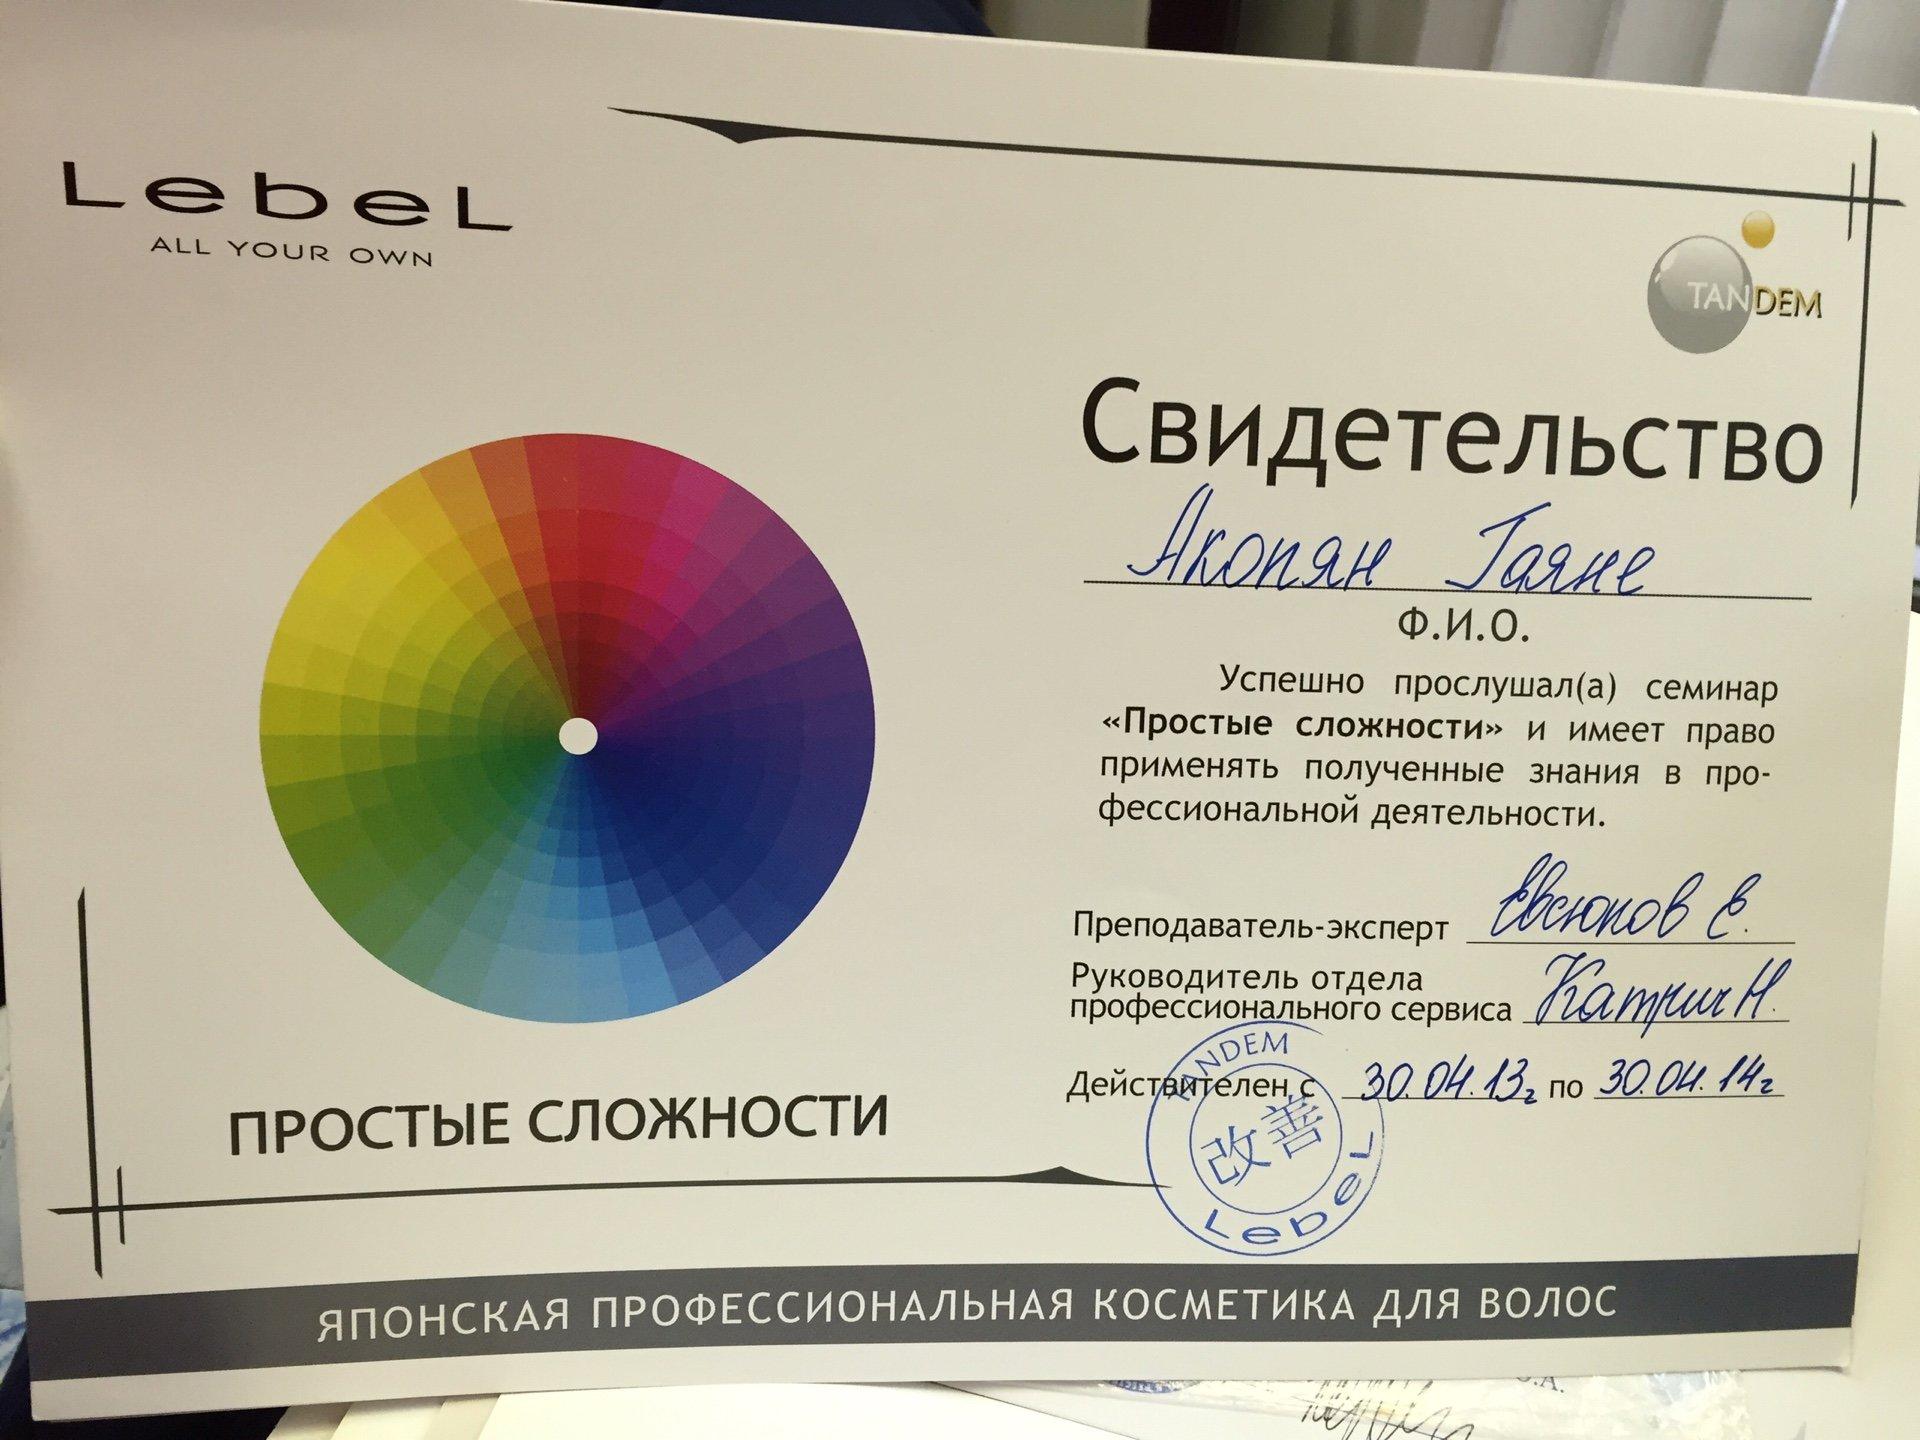 Lebel
ALL YOUR OWN
TANDEM
Свидетельство
Акопян Гаяне
Ф.И.О.
Успешно прослушал(а) семинар
«Простые сложности» и имеет право
применять полученные знания в про-
фессиональной деятельности.
Преподаватель-эксперт Евсюков Е.
Руководитель отдела
профессионального сервиса Катрич Н.
Действителен с 30.04.13г по 30.04.14г
TANDEM
改善
Lebel
ПРОСТЫЕ СЛОЖНОСТИ
ЯПОНСКАЯ ПРОФЕССИОНАЛЬНАЯ КОСМЕТИКА ДЛЯ ВОЛОС